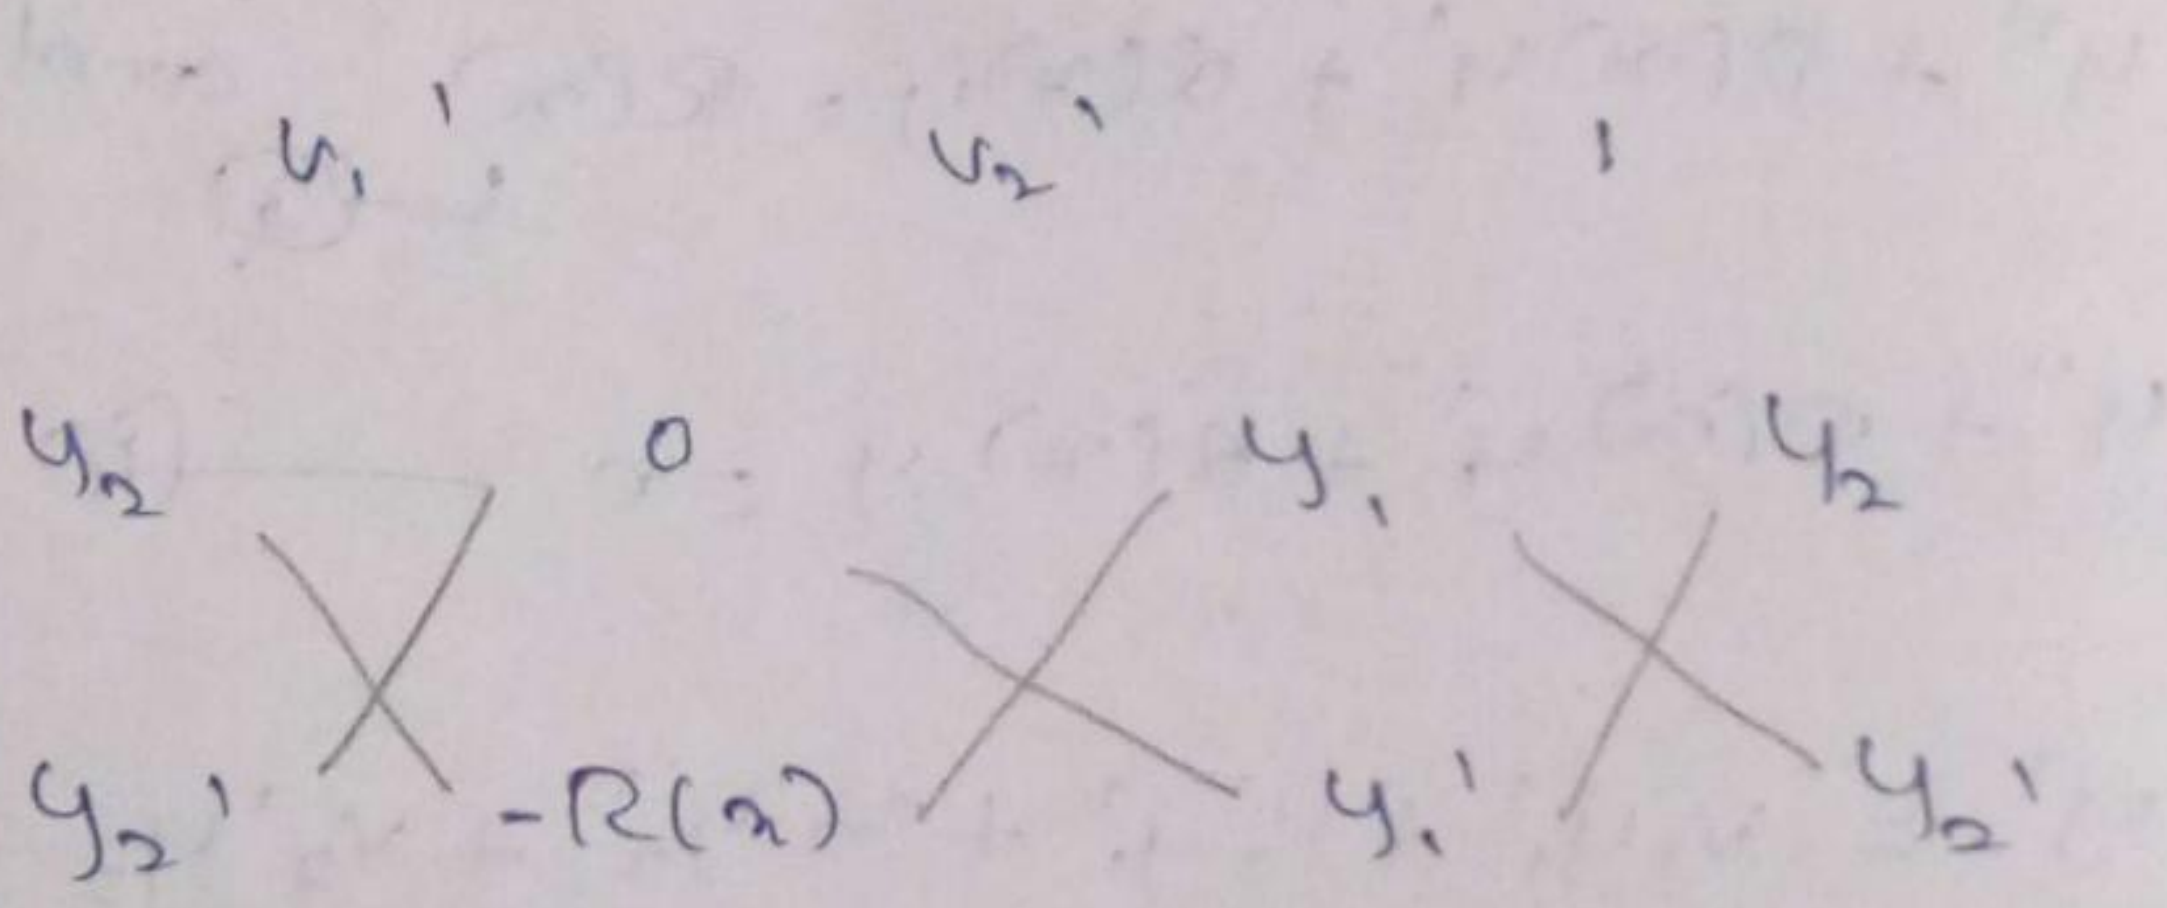 v₁' v₂' 1
y₂ 0 y₁ y₂
y₂' -R(x) y₁' y₂'